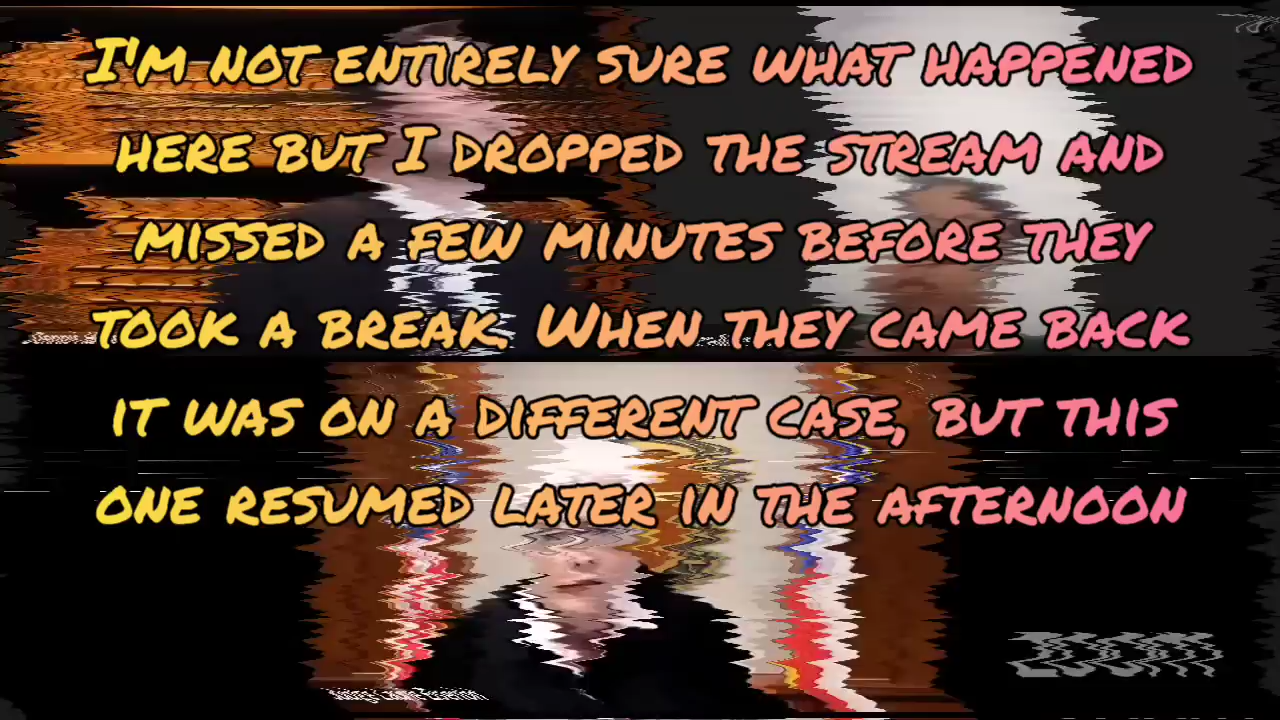 I'M NOT ENTIRELY SURE WHAT HAPPENED
HERE BUT I DROPPED THE STREAM AND
MISSED A FEW MINUTES BEFORE THEY
TOOK A BREAK. WHEN THEY CAME BACK
IT WAS ON A DIFFERENT CASE, BUT THIS
ONE RESUMED LATER IN THE AFTERNOON
zoom